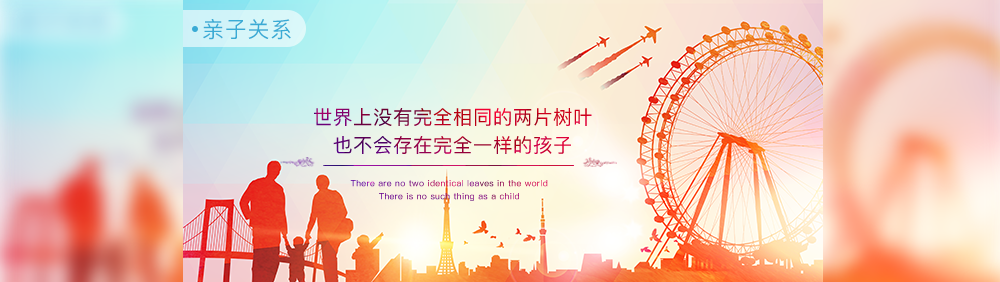 •亲子关系
世界上没有完全相同的两片树叶
也不会存在完全一样的孩子
There are no two identical leaves in the world
There is no such thing as a child